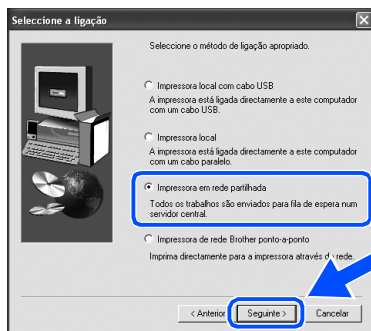 Seleccione a ligação
Seleccione o método de ligação apropriado.
Impressora local com cabo USB
A impressora está ligada directamente a este computador
com um cabo USB.
Impressora local
A impressora está ligada directamente a este computador
com um cabo paralelo.
Impressora em rede partilhada
Todos os trabalhos são enviados para fila de espera num
servidor central.
Impressora de rede Brother ponto-a-ponto
Imprima directamente para a impressora através da rede.
< Anterior Seguinte > Cancelar